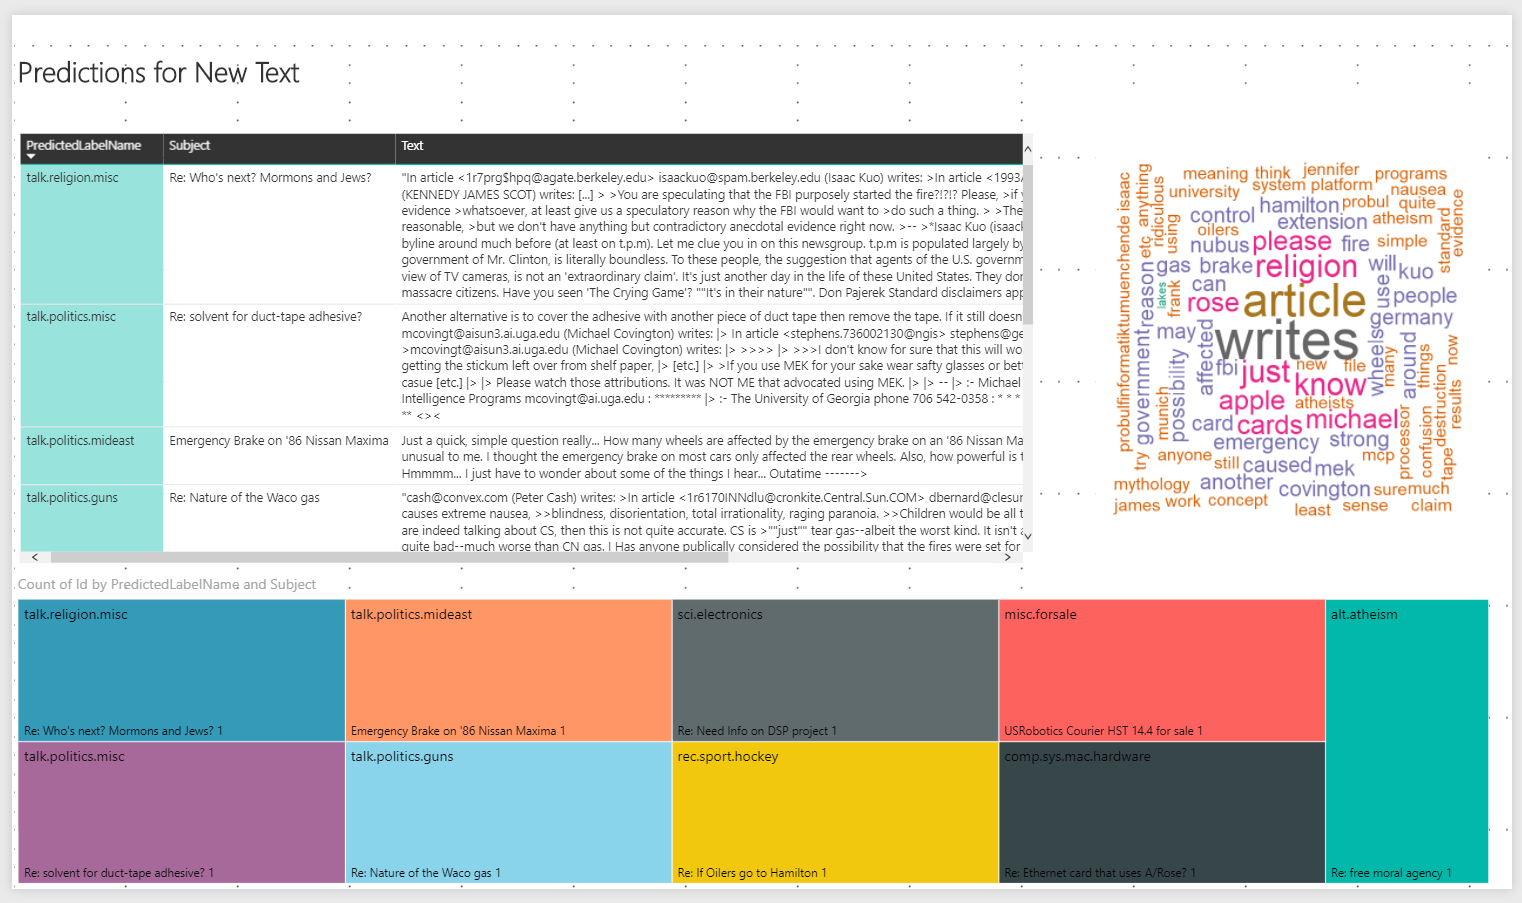 Predictions for New Text
PredictedLabelName Subject Text
talk.religion.misc Re: Who's next? Mormons and Jews? "In article <1r7prg$hpq@agate.berkeley.edu> isaackuo@spam.berkeley.edu (Isaac Kuo) writes: >In article <1993
(KENNEDY JAMES SCOT) writes: [...] > >You are speculating that the FBI purposely started the fire?!?!? Please, >if y
evidence >whatsoever, at least give us a speculatory reason why the FBI would want to >do such a thing. > >The
reasonable, >but we don't have anything but contradictory anecdotal evidence right now. >-- >*Isaac Kuo (isaack
byline around much before (at least on t.p.m). Let me clue you in on this newsgroup. t.p.m is populated largely by
government of Mr. Clinton, is literally boundless. To these people, the suggestion that agents of the U.S. governm
view of TV cameras, is not an 'extraordinary claim'. It's just another day in the life of these United States. They don
massacre citizens. Have you seen 'The Crying Game'? ""It's in their nature"". Don Pajerek Standard disclaimers app
talk.politics.misc Re: solvent for duct-tape adhesive? Another alternative is to cover the adhesive with another piece of duct tape then remove the tape. If it still doesn
mcovingt@aisun3.ai.uga.edu (Michael Covington) writes: |> In article <stephens.736002130@ngis> stephens@ge
>mcovingt@aisun3.ai.uga.edu (Michael Covington) writes: |> >>>> |> >>>I don't know for sure that this will wo
getting the stickum left over from shelf paper, |> [etc.] |> >If you use MEK for your sake wear safty glasses or bett
casue [etc.] |> |> Please watch those attributions. It was NOT ME that advocated using MEK. |> |> -- |> :- Michael
Intelligence Programs mcovingt@ai.uga.edu : ********* |> :- The University of Georgia phone 706 542-0358 : * * *
** <><
talk.politics.mideast Emergency Brake on '86 Nissan Maxima Just a quick, simple question really... How many wheels are affected by the emergency brake on an '86 Nissan Ma
unusual to me. I thought the emergency brake on most cars only affected the rear wheels. Also, how powerful is t
Hmmmm... I just have to wonder about some of the things I hear... Outatime ------->
talk.politics.guns Re: Nature of the Waco gas "cash@convex.com (Peter Cash) writes: >In article <1r6170INNdlu@cronkite.Central.Sun.COM> dbernard@clesur
causes extreme nausea, >>blindness, disorientation, total irrationality, raging paranoia. >>Children would be all t
are indeed talking about CS, then this is not quite accurate. CS is >""just"" tear gas--albeit the worst kind. It isn't a
quite bad--much worse than CN gas. ! Has anyone publically considered the possibility that the fires were set for
meaning think jennifer programs
university system platform nausea
hamilton probul quite
control extension atheism
oilers
nubus please fire simple
gas brake religion will kuo
can
rose article use people
may germany
writes
fbi just new file
know
apple atheists
card cards michael
emergency strong
try anyone still caused mek mcp
mythology another covington sure much
james work concept least sense claim
probulfinformatiktumuenchende isaac
anything
etc
ridiculous
using
reason
government
lakes
frank
munich
possibility
affected
wheels
many
around
things
now
standard
evidence
processor
confusion
destruction
tape
results
Count of Id by PredictedLabelName and Subject
talk.religion.misc talk.politics.mideast sci.electronics misc.forsale alt.atheism
Re: Who's next? Mormons and Jews? 1 Emergency Brake on '86 Nissan Maxima 1 Re: Need Info on DSP project 1 USRobotics Courier HST 14.4 for sale 1
talk.politics.misc talk.politics.guns rec.sport.hockey comp.sys.mac.hardware
Re: solvent for duct-tape adhesive? 1 Re: Nature of the Waco gas 1 Re: If Oilers go to Hamilton 1 Re: Ethernet card that uses A/Rose? 1 Re: free moral agency 1